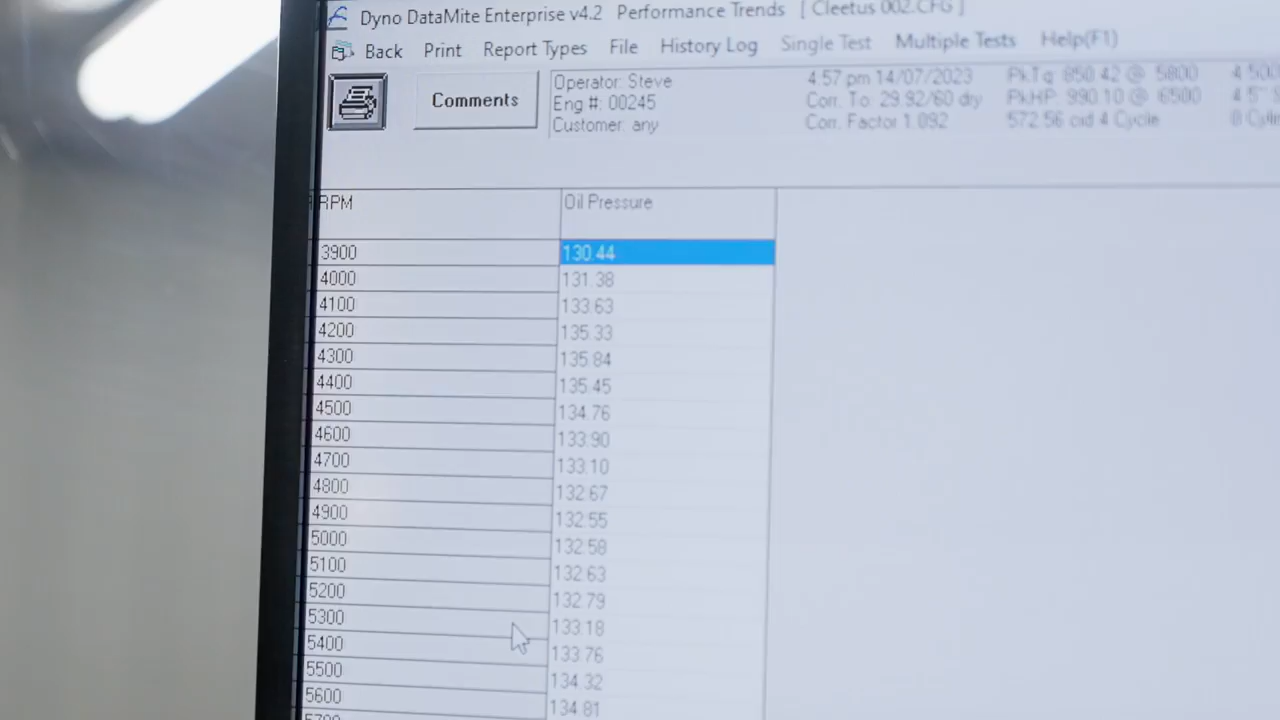 Dyno DataMite Enterprise v4.2 Performance Trends [ Cleetus 002.CFG ]
Back Print Report Types File History Log Single Test Multiple Tests Help(F1)
Comments
Operator: Steve 4:57 pm 14/07/2023 PkTq: 850.42 @ 5800
Eng #: 00245 Corr. To: 29.92/60 dry PkHP: 990.10 @ 6500
Customer: any Corr. Factor 1.092 572.56 cid 4 Cycle
RPM Oil Pressure
3900 130.44
4000 131.38
4100 133.63
4200 135.33
4300 135.84
4400 135.45
4500 134.76
4600 133.90
4700 133.10
4800 132.67
4900 132.55
5000 132.58
5100 132.63
5200 132.79
5300 133.18
5400 133.76
5500 134.32
5600 134.81